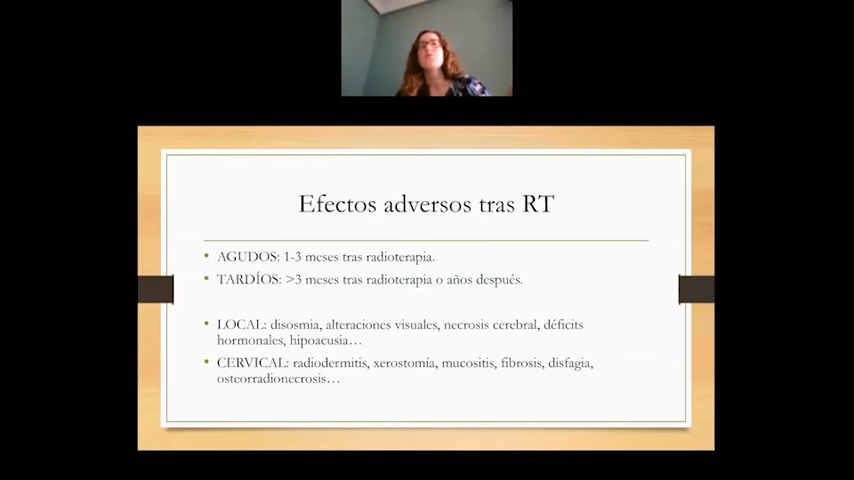 Efectos adversos tras RT
• AGUDOS: 1-3 meses tras radioterapia.
• TARDÍOS: >3 meses tras radioterapia o años después.
• LOCAL: disosmia, alteraciones visuales, necrosis cerebral, déficits
hormonales, hipoacusia…
• CERVICAL: radiodermitis, xerostomía, mucositis, fibrosis, disfagia,
osteorradionecrosis…